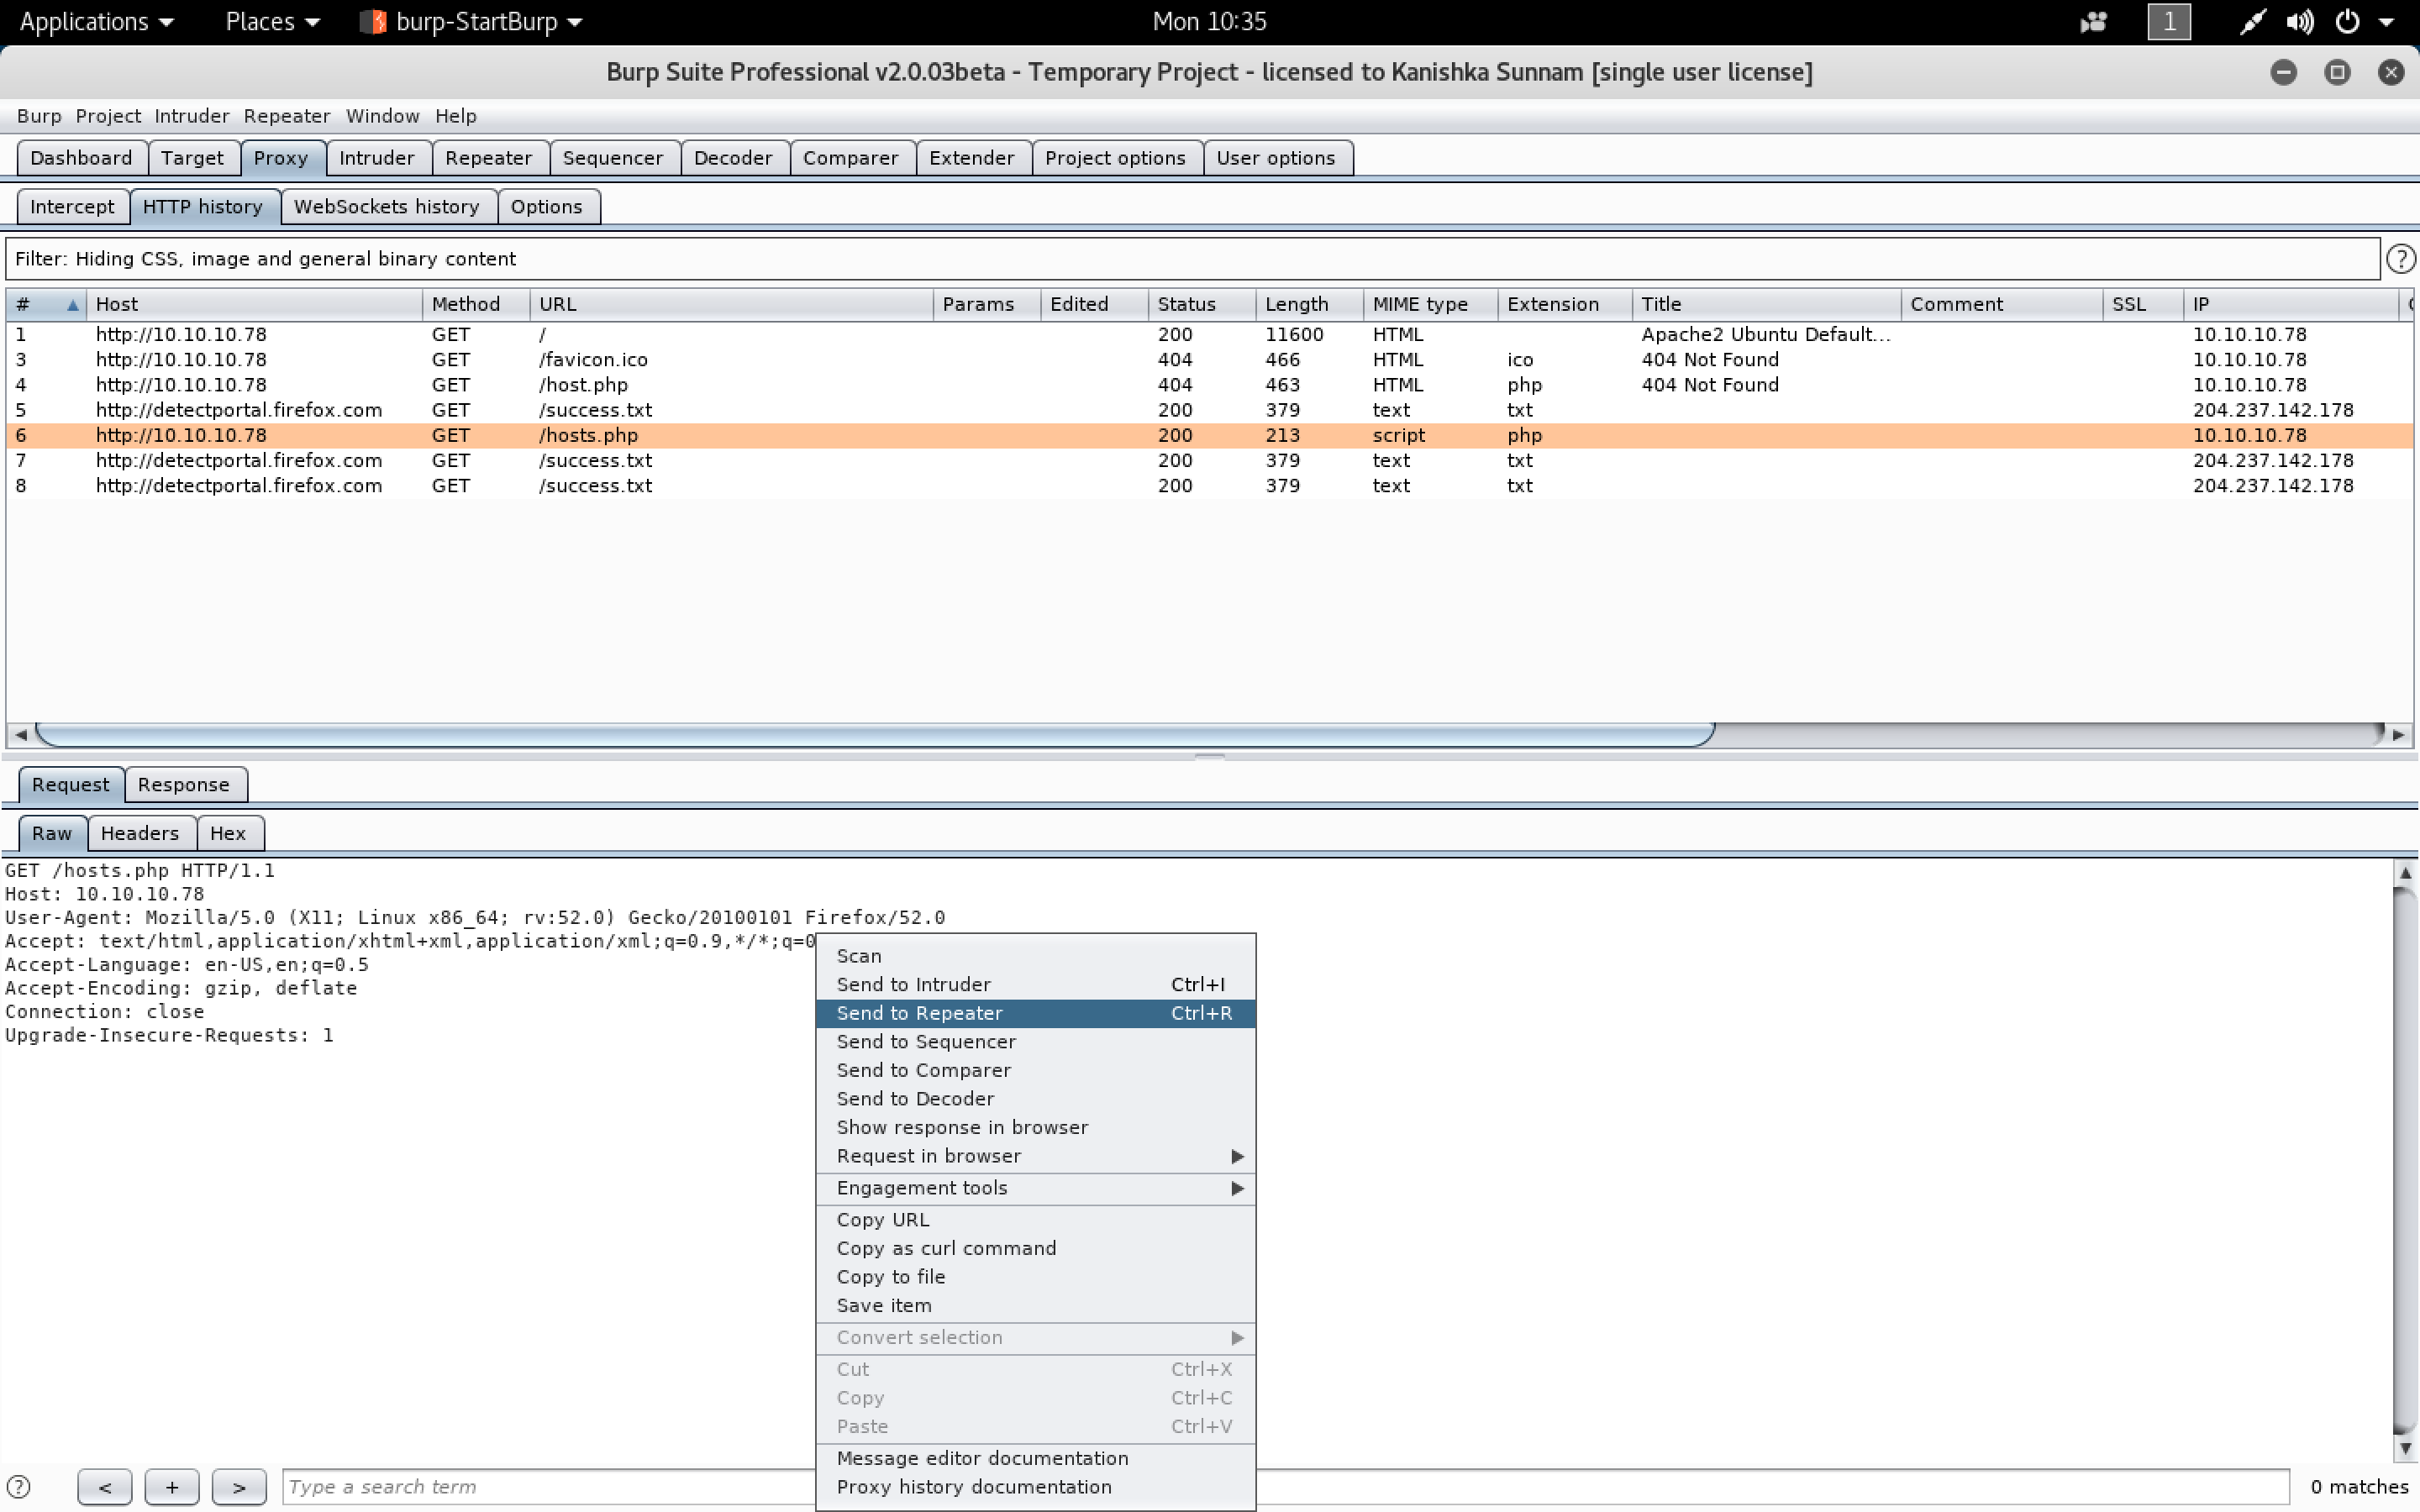 Applications Places burp-StartBurp Mon 10:35 1
Burp Suite Professional v2.0.03beta - Temporary Project - licensed to Kanishka Sunnam [single user license]
Burp Project Intruder Repeater Window Help
Dashboard Target Proxy Intruder Repeater Sequencer Decoder Comparer Extender Project options User options
Intercept HTTP history WebSockets history Options
Filter: Hiding CSS, image and general binary content ?
# Host Method URL Params Edited Status Length MIME type Extension Title Comment SSL IP
1 http://10.10.10.78 GET / 200 11600 HTML Apache2 Ubuntu Default... 10.10.10.78
3 http://10.10.10.78 GET /favicon.ico 404 466 HTML ico 404 Not Found 10.10.10.78
4 http://10.10.10.78 GET /host.php 404 463 HTML php 404 Not Found 10.10.10.78
5 http://detectportal.firefox.com GET /success.txt 200 379 text txt 204.237.142.178
6 http://10.10.10.78 GET /hosts.php 200 213 script php 10.10.10.78
7 http://detectportal.firefox.com GET /success.txt 200 379 text txt 204.237.142.178
8 http://detectportal.firefox.com GET /success.txt 200 379 text txt 204.237.142.178
Request Response
Raw Headers Hex
GET /hosts.php HTTP/1.1
Host: 10.10.10.78
User-Agent: Mozilla/5.0 (X11; Linux x86_64; rv:52.0) Gecko/20100101 Firefox/52.0
Accept: text/html,application/xhtml+xml,application/xml;q=0.9,*/*;q=0
Accept-Language: en-US,en;q=0.5
Accept-Encoding: gzip, deflate
Connection: close
Upgrade-Insecure-Requests: 1
Scan
Send to Intruder Ctrl+I
Send to Repeater Ctrl+R
Send to Sequencer
Send to Comparer
Send to Decoder
Show response in browser
Request in browser
Engagement tools
Copy URL
Copy as curl command
Copy to file
Save item
Convert selection
Cut Ctrl+X
Copy Ctrl+C
Paste Ctrl+V
Message editor documentation
Proxy history documentation
? < + > Type a search term 0 matches